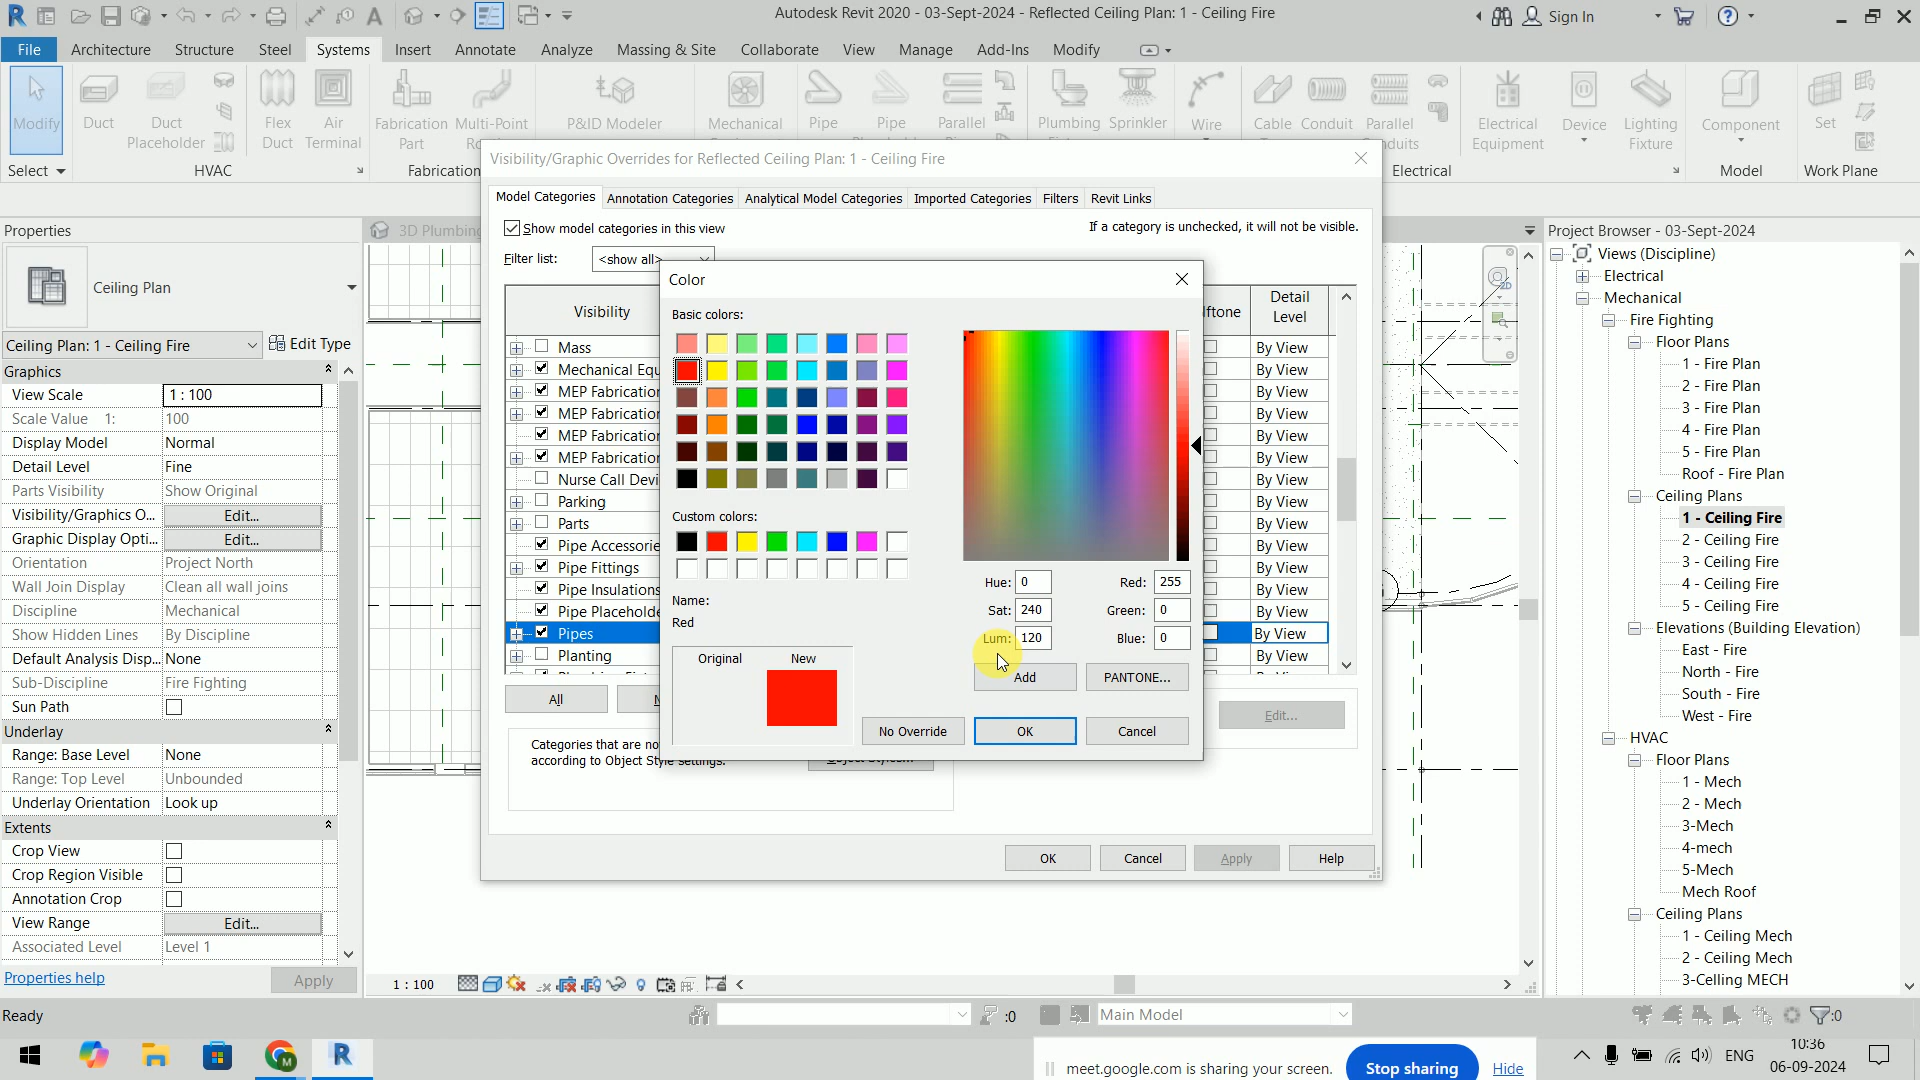 Autodesk Revit 2020 - 03-Sept-2024 - Reflected Ceiling Plan: 1 - Ceiling Fire
Sign In
File Architecture Structure Steel Systems Insert Annotate Analyze Massing & Site Collaborate View Manage Add-Ins Modify
Modify
Duct
Duct Placeholder
Flex Duct
Air Terminal
Fabrication Part
Multi-Point
P&ID Modeler
Mechanical
Pipe
Pipe
Parallel
Plumbing
Sprinkler
Wire
Cable
Conduit
Parallel
Electrical Equipment
Device
Lighting Fixture
Component
Set
Select
HVAC
Fabrication
Electrical
Model
Work Plane
Properties
Ceiling Plan
Ceiling Plan: 1 - Ceiling Fire
Edit Type
Graphics
View Scale 1 : 100
Scale Value 1: 100
Display Model Normal
Detail Level Fine
Parts Visibility Show Original
Visibility/Graphics O... Edit...
Graphic Display Opti... Edit...
Orientation Project North
Wall Join Display Clean all wall joins
Discipline Mechanical
Show Hidden Lines By Discipline
Default Analysis Disp... None
Sub-Discipline Fire Fighting
Sun Path
Underlay
Range: Base Level None
Range: Top Level Unbounded
Underlay Orientation Look up
Extents
Crop View
Crop Region Visible
Annotation Crop
View Range Edit...
Associated Level Level 1
Properties help
Apply
3D Plumbing
Visibility/Graphic Overrides for Reflected Ceiling Plan: 1 - Ceiling Fire
Model Categories Annotation Categories Analytical Model Categories Imported Categories Filters Revit Links
Show model categories in this view
If a category is unchecked, it will not be visible.
Filter list: <show all>
Visibility
Detail Level
Mass By View
Mechanical Equ By View
MEP Fabrication By View
MEP Fabrication By View
MEP Fabrication By View
MEP Fabrication By View
Nurse Call Devi By View
Parking By View
Parts By View
Pipe Accessorie By View
Pipe Fittings By View
Pipe Insulations By View
Pipe Placeholde By View
Pipes By View
Planting By View
All
Edit...
Categories that are no
according to Object Style settings.
Object Styles...
OK Cancel Apply Help
Color
Basic colors:
Custom colors:
Name:
Red
Original New
Hue: 0 Red: 255
Sat: 240 Green: 0
Lum: 120 Blue: 0
Add PANTONE...
No Override OK Cancel
Project Browser - 03-Sept-2024
Views (Discipline)
Electrical
Mechanical
Fire Fighting
Floor Plans
1 - Fire Plan
2 - Fire Plan
3 - Fire Plan
4 - Fire Plan
5 - Fire Plan
Roof - Fire Plan
Ceiling Plans
1 - Ceiling Fire
2 - Ceiling Fire
3 - Ceiling Fire
4 - Ceiling Fire
5 - Ceiling Fire
Elevations (Building Elevation)
East - Fire
North - Fire
South - Fire
West - Fire
HVAC
Floor Plans
1 - Mech
2 - Mech
3-Mech
4-mech
5-Mech
Mech Roof
Ceiling Plans
1 - Ceiling Mech
2 - Ceiling Mech
3-Celling MECH
1 : 100
Ready
:0
Main Model
:0
meet.google.com is sharing your screen.
Stop sharing
Hide
ENG
10:36
06-09-2024